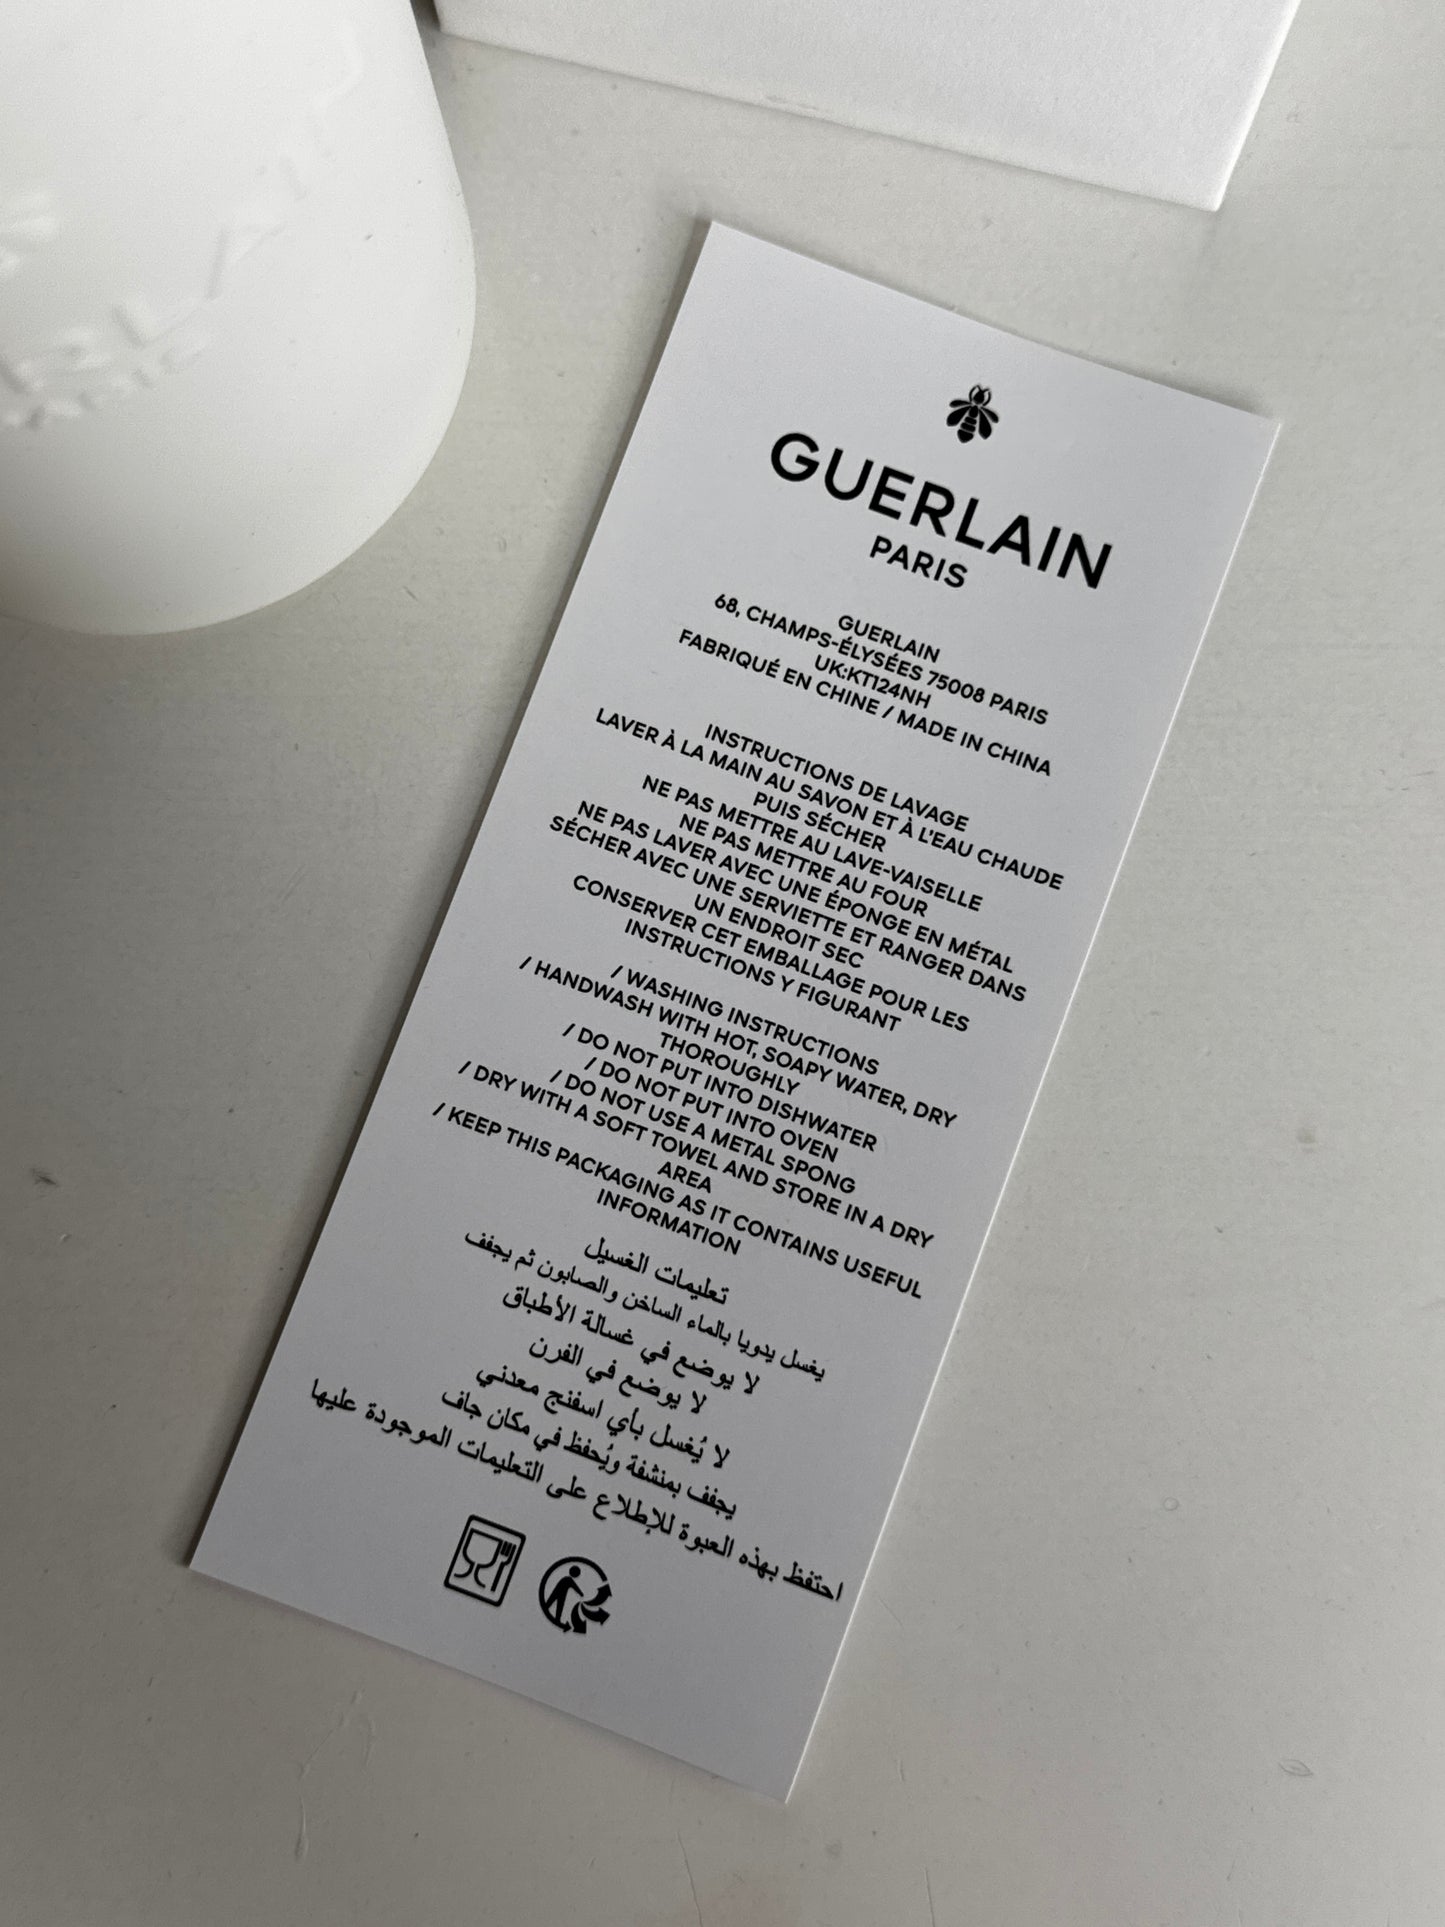 GUERLAIN
PARIS
GUERLAIN
68, CHAMPS-ÉLYSÉES 75008 PARIS
UK:KT124NH
FABRIQUÉ EN CHINE / MADE IN CHINA
INSTRUCTIONS DE LAVAGE
LAVER À LA MAIN AU SAVON ET À L'EAU CHAUDE
PUIS SÉCHER
NE PAS METTRE AU LAVE-VAISELLE
NE PAS METTRE AU FOUR
NE PAS LAVER AVEC UNE ÉPONGE EN MÉTAL
SÉCHER AVEC UNE SERVIETTE ET RANGER DANS
UN ENDROIT SEC
CONSERVER CET EMBALLAGE POUR LES
INSTRUCTIONS Y FIGURANT
/ WASHING INSTRUCTIONS
/ HANDWASH WITH HOT, SOAPY WATER, DRY
THOROUGHLY
/ DO NOT PUT INTO DISHWATER
/ DO NOT PUT INTO OVEN
/ DO NOT USE A METAL SPONG
/ DRY WITH A SOFT TOWEL AND STORE IN A DRY
AREA
/ KEEP THIS PACKAGING AS IT CONTAINS USEFUL
INFORMATION
تعليمات الغسيل
يغسل يدويا بالماء الساخن والصابون ثم يجفف
لا يوضع في غسالة الأطباق
لا يوضع في الفرن
لا يُغسل بأي اسفنج معدني
يجفف بمنشفة ويُحفظ في مكان جاف
احتفظ بهذه العبوة للإطلاع على التعليمات الموجودة عليها